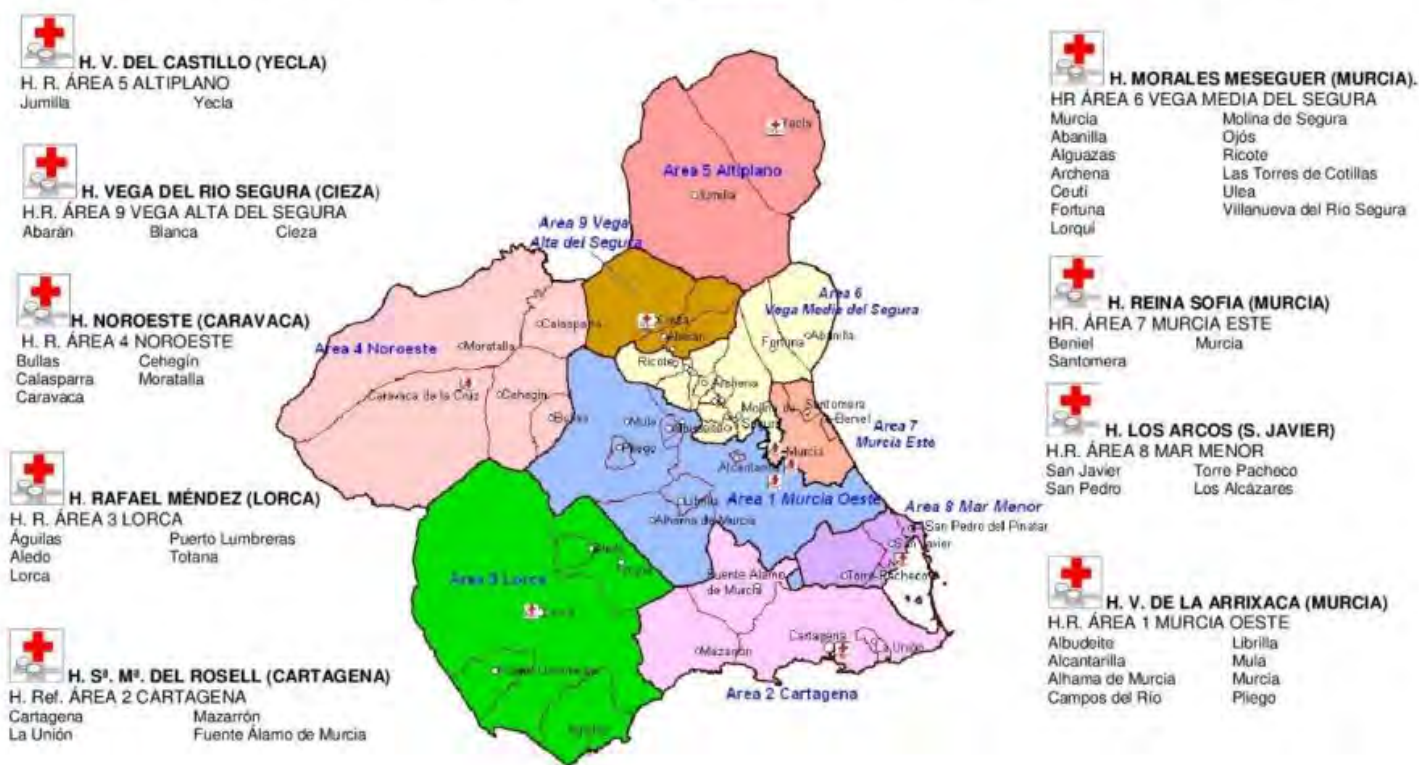 H. V. DEL CASTILLO (YECLA)
H. R. ÁREA 5 ALTIPLANO
Jumilla Yecla
H. VEGA DEL RIO SEGURA (CIEZA)
H.R. ÁREA 9 VEGA ALTA DEL SEGURA
Abarán Blanca Cieza
H. NOROESTE (CARAVACA)
H. R. ÁREA 4 NOROESTE
Bullas Cehegín
Calasparra Moratalla
Caravaca
H. RAFAEL MÉNDEZ (LORCA)
H. R. ÁREA 3 LORCA
Águilas Puerto Lumbreras
Aledo Totana
Lorca
H. Sª. Mª. DEL ROSELL (CARTAGENA)
H. Ref. ÁREA 2 CARTAGENA
Cartagena Mazarrón
La Unión Fuente Álamo de Murcia
Yecla
Area 5 Altiplano
Jumilla
Area 9 Vega
Alta del Segura
Cieza
Abarán
Area 6
Vega Media del Segura
Fortuna
Abanilla
Calasparra
Area 4 Noroeste
Moratalla
Ricote
Archena
Caravaca de la Cruz
Cehegín
Bullas
Mula
Molina de
Segura
Santomera
Beniel
Area 7
Murcia Este
Pliego
Murcia
Alcantarilla
Area 1 Murcia Oeste
Librilla
Alhama de Murcia
Area 8 Mar Menor
San Pedro del Pinatar
San Javier
Torre-Pacheco
Aledo
Totana
Area 3 Lorca
Lorca
Fuente Alamo
de Murcia
Mazarrón
Cartagena
La Unión
Area 2 Cartagena
Puerto Lumbreras
Aguilas
H. MORALES MESEGUER (MURCIA).
HR ÁREA 6 VEGA MEDIA DEL SEGURA
Murcia Molina de Segura
Abanilla Ojós
Alguazas Ricote
Archena Las Torres de Cotillas
Ceutí Ulea
Fortuna Villanueva del Río Segura
Lorquí
H. REINA SOFIA (MURCIA)
HR. ÁREA 7 MURCIA ESTE
Beniel Murcia
Santomera
H. LOS ARCOS (S. JAVIER)
H.R. ÁREA 8 MAR MENOR
San Javier Torre Pacheco
San Pedro Los Alcázares
H. V. DE LA ARRIXACA (MURCIA)
H.R. ÁREA 1 MURCIA OESTE
Albudeite Librilla
Alcantarilla Mula
Alhama de Murcia Murcia
Campos del Río Pliego